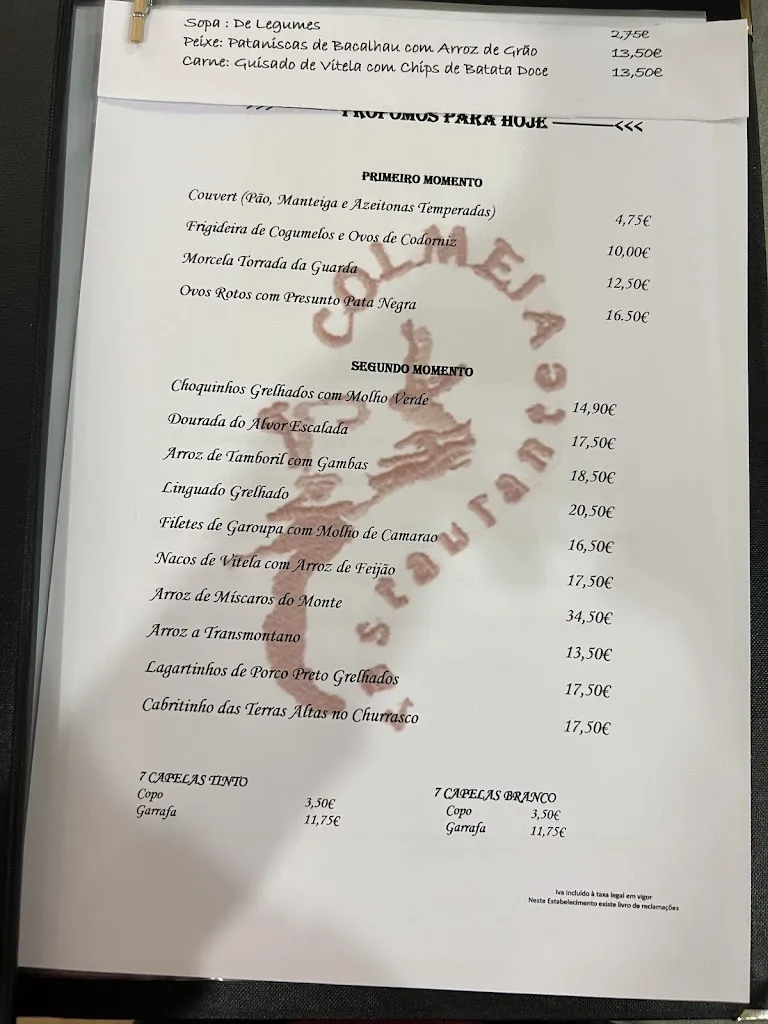 Sopa : De Legumes 2,75€
Peixe: Pataniscas de Bacalhau com Arroz de Grão 13,50€
Carne: Guisado de Vitela com Chips de Batata Doce 13,50€
PARA HOJE <<<
PRIMEIRO MOMENTO
Couvert (Pão, Manteiga e Azeitonas Temperadas) 4,75€
Frigideira de Cogumelos e Ovos de Codorniz 10,00€
Morcela Torrada da Guarda 12,50€
Ovos Rotos com Presunto Pata Negra 16.50€
COLMEIA
Restaurante
SEGUNDO MOMENTO
Choquinhos Grelhados com Molho Verde 14,90€
Dourada do Alvor Escalada 17,50€
Arroz de Tamboril com Gambas 18,50€
Linguado Grelhado 20,50€
Filetes de Garoupa com Molho de Camarao 16,50€
Nacos de Vitela com Arroz de Feijão 17,50€
Arroz de Míscaros do Monte 34,50€
Arroz a Transmontano 13,50€
Lagartinhos de Porco Preto Grelhados 17,50€
Cabritinho das Terras Altas no Churrasco 17,50€
7 CAPELAS TINTO
Copo 3,50€
Garrafa 11,75€
7 CAPELAS BRANCO
Copo 3,50€
Garrafa 11,75€
Iva incluido à taxa legal em vigor
Neste Estabelecimento existe livro de reclamações